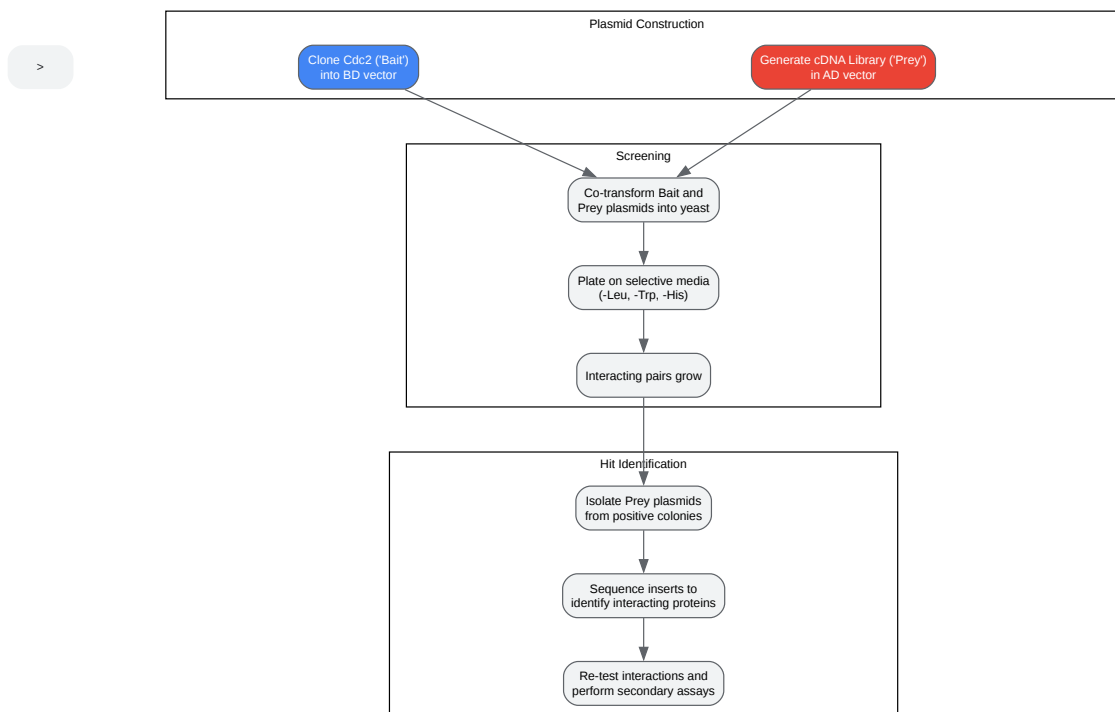 Plasmid Construction
>
Clone Cdc2 ('Bait')
into BD vector
Generate cDNA Library ('Prey')
in AD vector
Screening
Co-transform Bait and
Prey plasmids into yeast
Plate on selective media
(-Leu, -Trp, -His)
Interacting pairs grow
Hit Identification
Isolate Prey plasmids
from positive colonies
Sequence inserts to
identify interacting proteins
Re-test interactions and
perform secondary assays